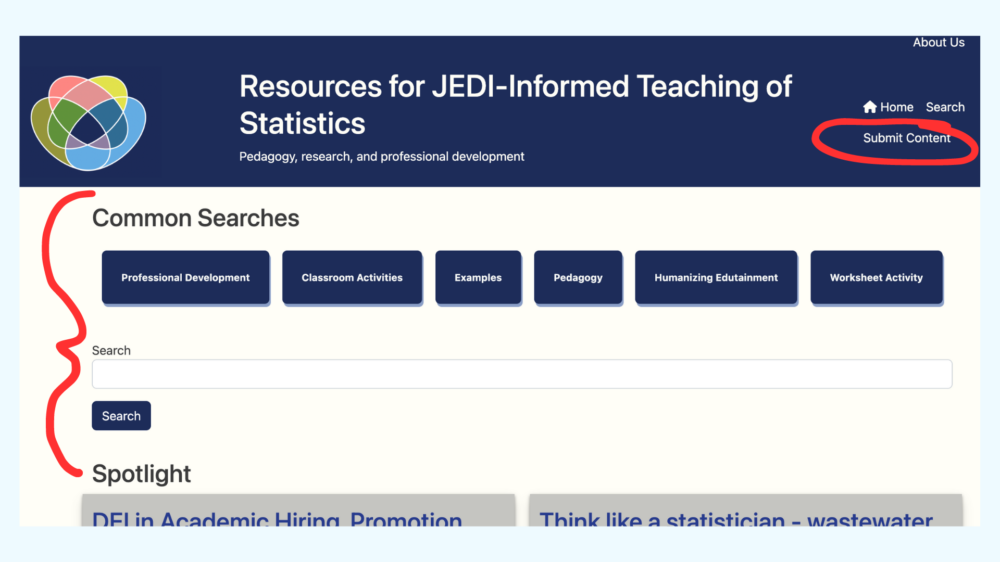 About Us
Resources for JEDI-Informed Teaching of
Statistics
Pedagogy, research, and professional development
Home Search
Submit Content
Common Searches
Professional Development Classroom Activities Examples Pedagogy Humanizing Edutainment Worksheet Activity
Search
Search
Spotlight
DEI in Academic Hiring, Promotion
Think like a statistician - wastewater